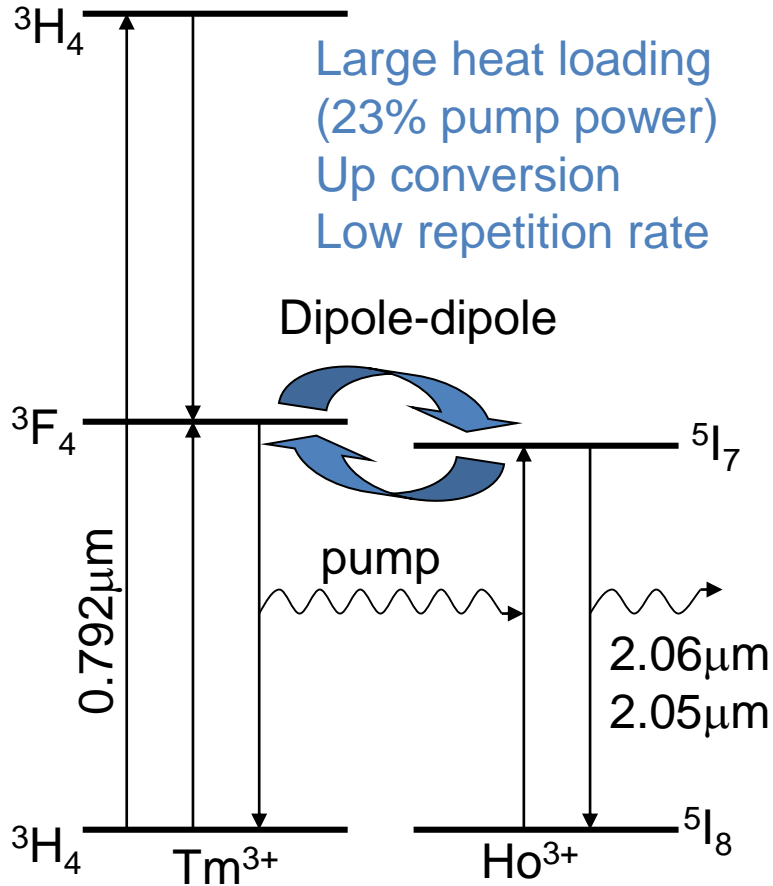 ³H₄
Large heat loading
(23% pump power)
Up conversion
Low repetition rate
Dipole-dipole
³F₄
⁵I₇
pump
0.792μm
2.06μm
2.05μm
³H₄
Tm³⁺
Ho³⁺
⁵I₈